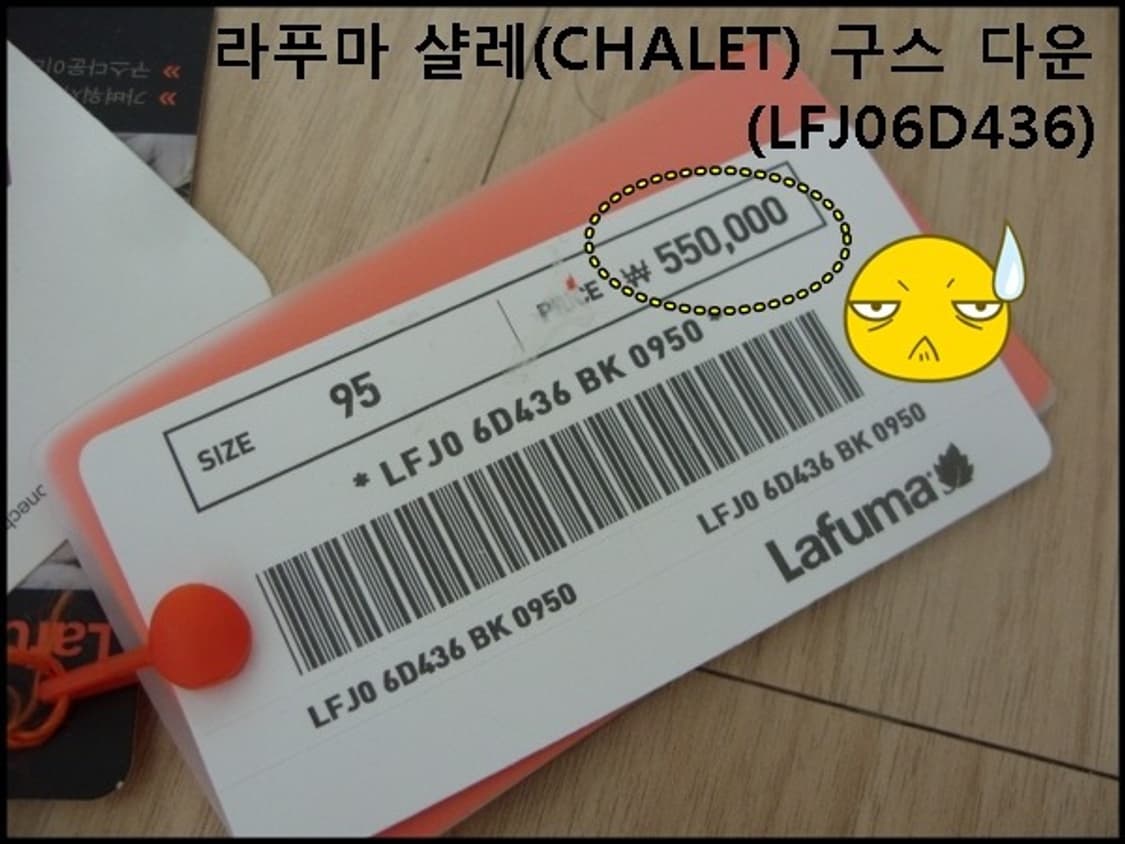 라푸마 샬레(CHALET) 구스 다운
(LFJ06D436)
SIZE 95 PRICE ₩ 550,000
* LFJ0 6D436 BK 0950 *
LFJ0 6D436 BK 0950
LFJ0 6D436 BK 0950
Lafuma